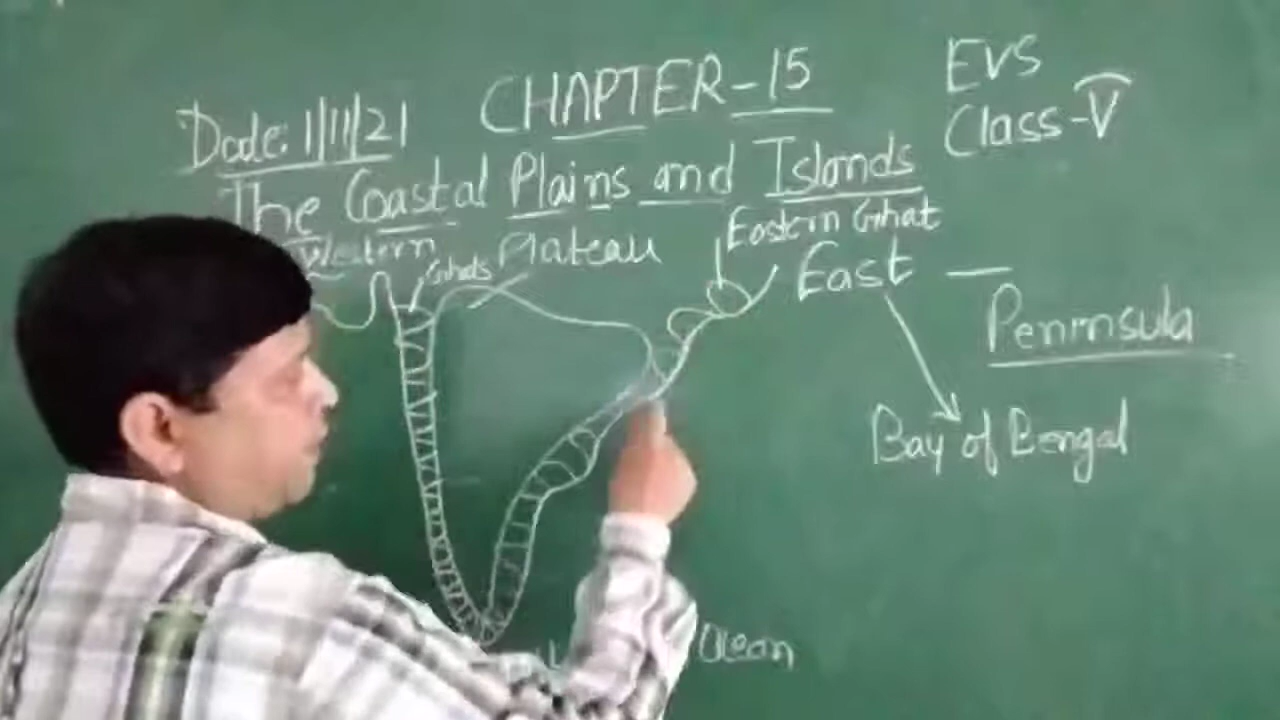 EVS
CHAPTER-15
Class-V
Date: 1/11/21
The Coastal Plains and Islands
Western Ghats
Plateau
Eastern Ghat
East —
Peninsula
Bay of Bengal
Ocean